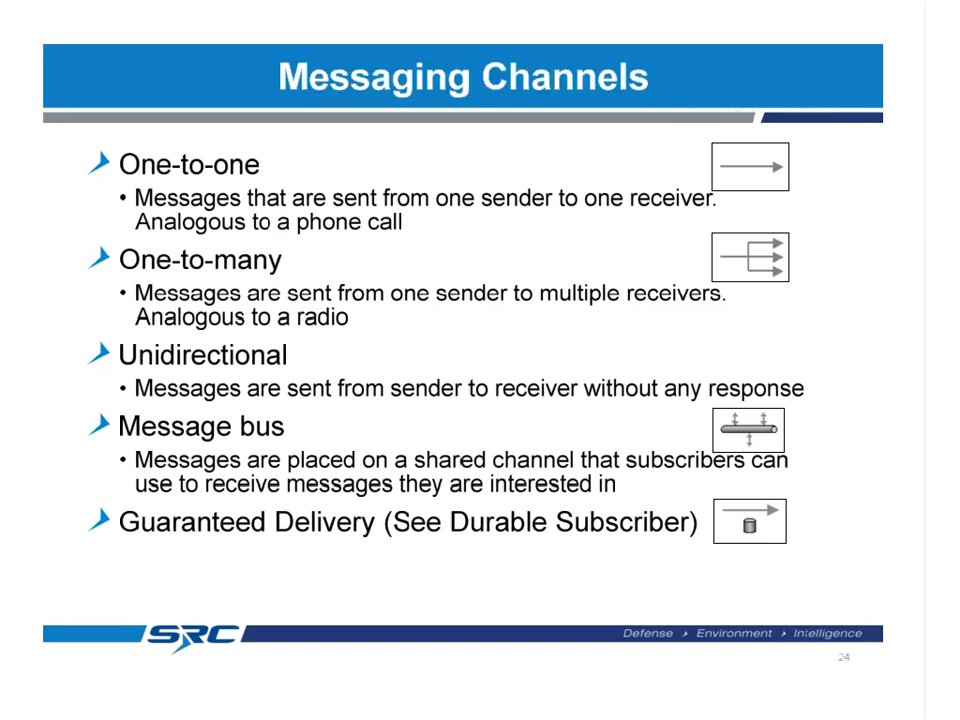 Messaging Channels
One-to-one
• Messages that are sent from one sender to one receiver.
Analogous to a phone call
One-to-many
• Messages are sent from one sender to multiple receivers.
Analogous to a radio
Unidirectional
• Messages are sent from sender to receiver without any response
Message bus
• Messages are placed on a shared channel that subscribers can
use to receive messages they are interested in
Guaranteed Delivery (See Durable Subscriber)
SRC
Defense Environment Intelligence
24